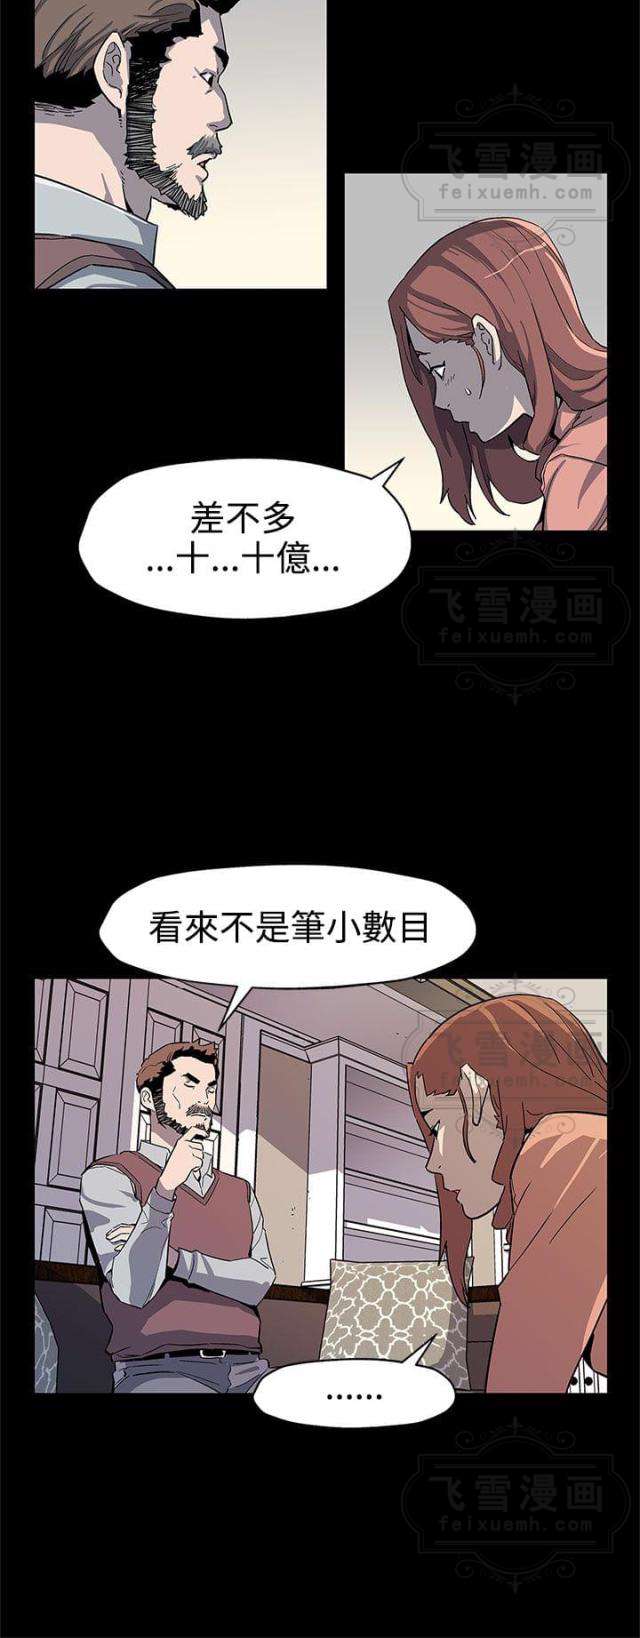 飞雪漫画
feixuemh.com
差不多
...十...十億...
飞雪漫画
feixuemh.com
看來不是筆小數目
飞雪漫画
feixuemh.com
......
飞雪漫画
feixuemh.com